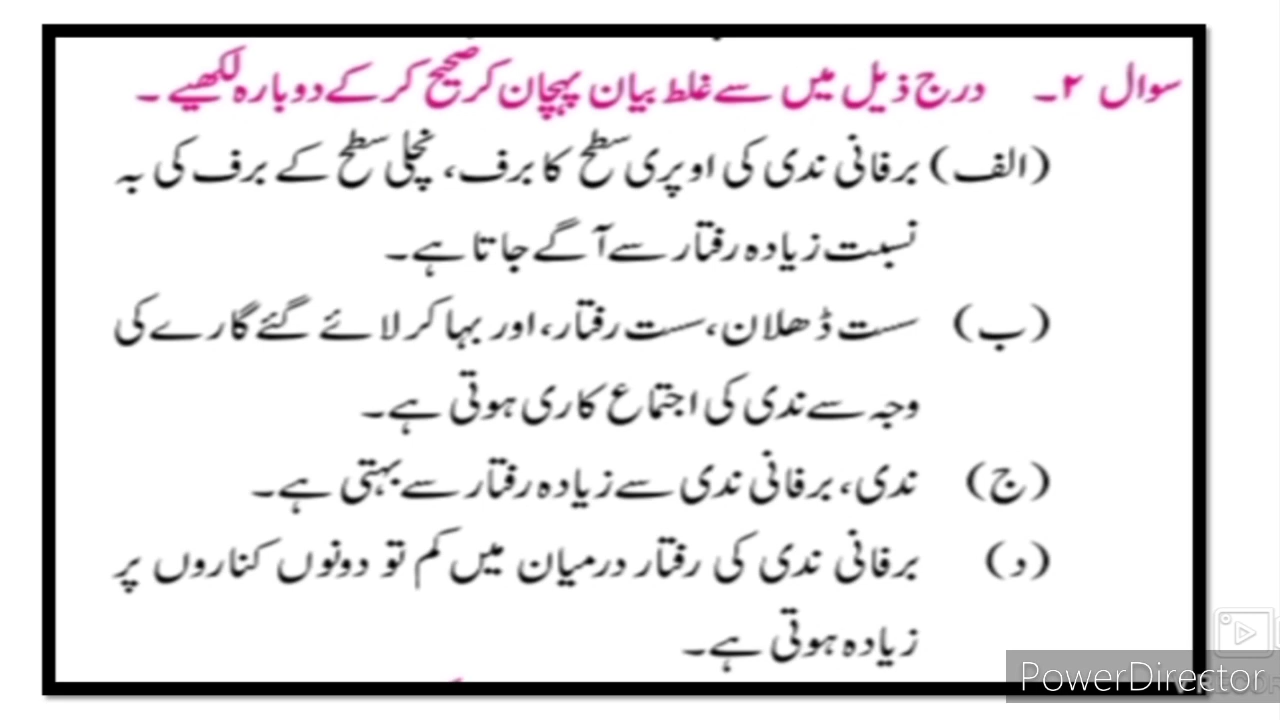 سوال ۲۔ درج ذیل میں سے غلط بیان پہچان کر صحیح کر کے دوبارہ لکھیے ۔
(الف) برفانی ندی کی اوپری سطح کا برف، نچلی سطح کے برف کی بہ
نسبت زیادہ رفتار سے آگے جاتا ہے۔
(ب) سست ڈھلان، سست رفتار، اور بہا کر لائے گئے گارے کی
وجہ سے ندی کی اجتماع کاری ہوتی ہے۔
(ج) ندی، برفانی ندی سے زیادہ رفتار سے بہتی ہے۔
(د) برفانی ندی کی رفتار درمیان میں کم تو دونوں کناروں پر
زیادہ ہوتی ہے۔
PowerDirector